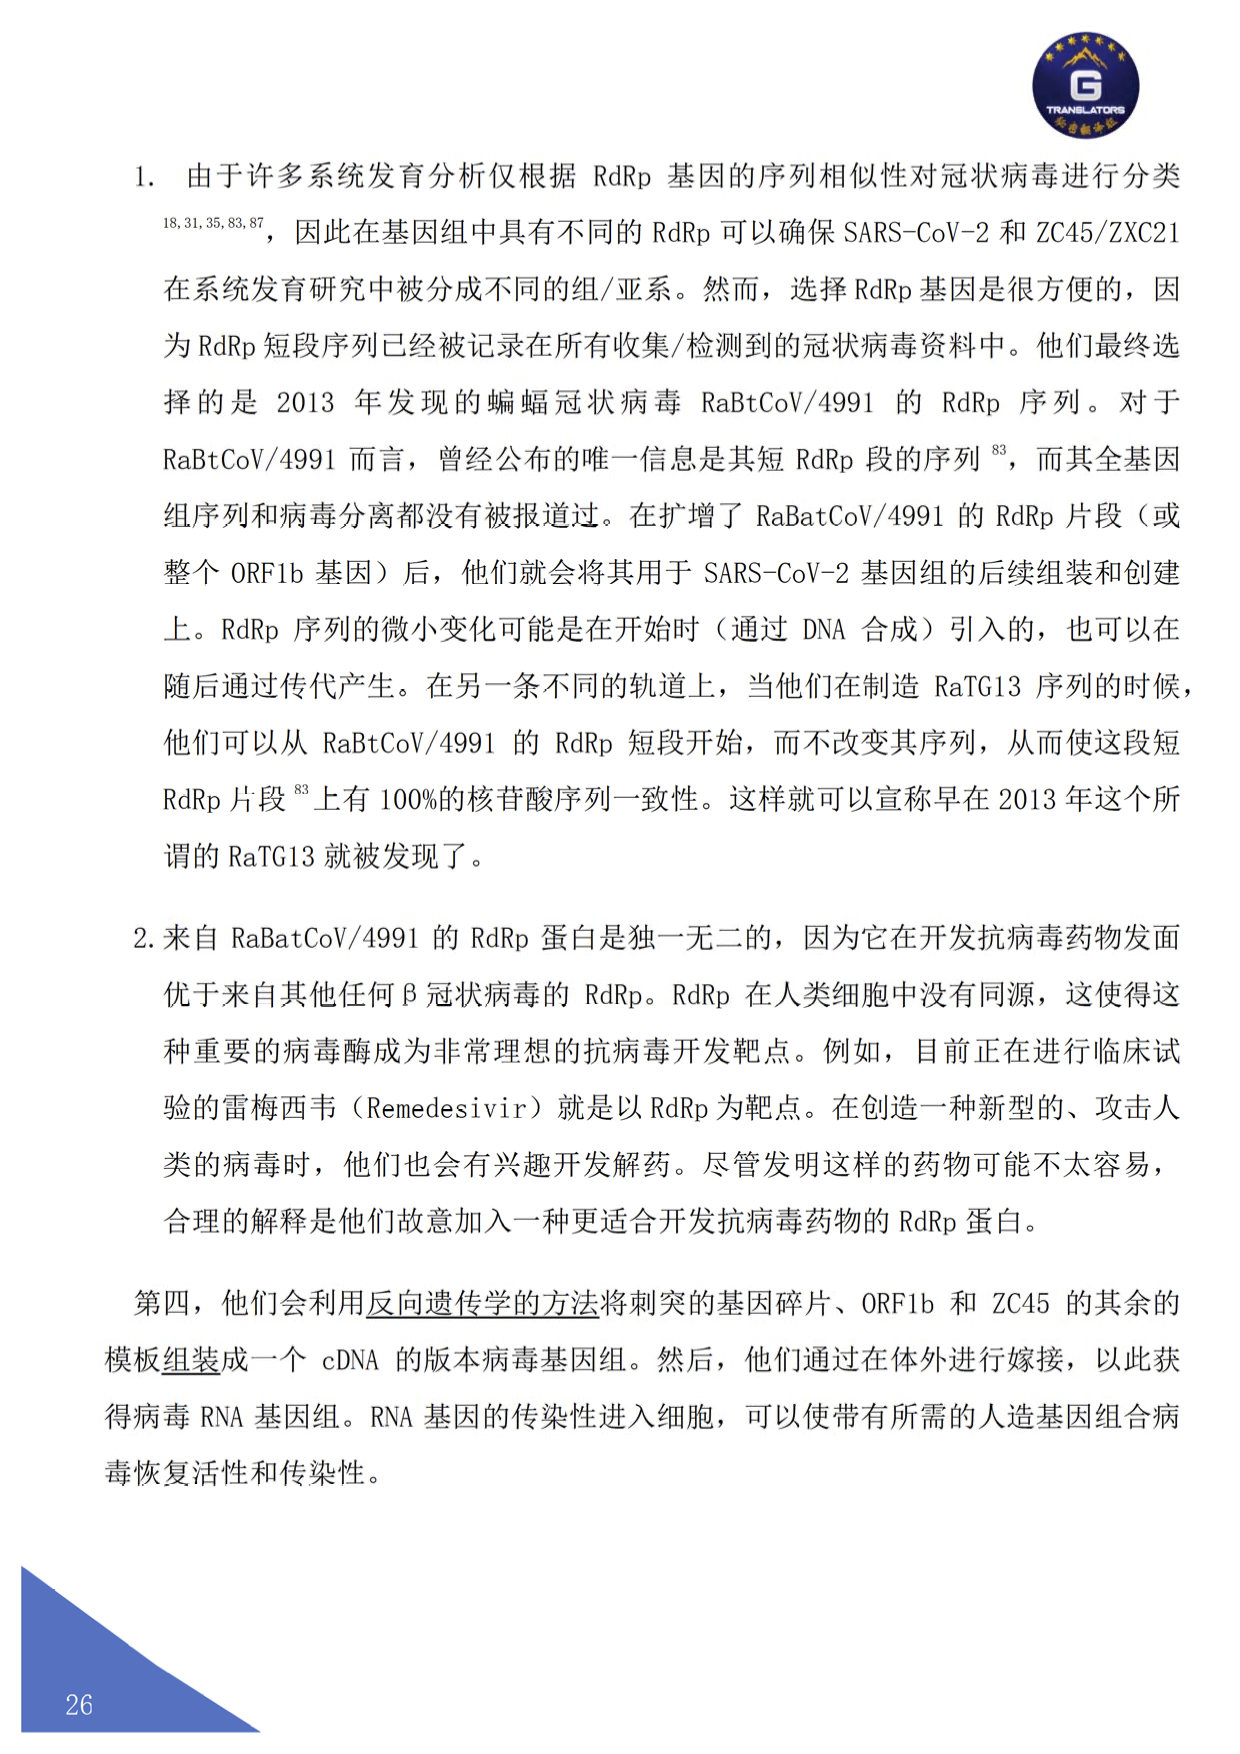 G
TRANSLATORS
秘密翻译组
1. 由于许多系统发育分析仅根据 RdRp 基因的序列相似性对冠状病毒进行分类
18,31,35,83,87，因此在基因组中具有不同的 RdRp 可以确保 SARS-CoV-2 和 ZC45/ZXC21
在系统发育研究中被分成不同的组/亚系。然而，选择 RdRp 基因是很方便的，因
为 RdRp 短段序列已经被记录在所有收集/检测到的冠状病毒资料中。他们最终选
择的是 2013 年发现的蝙蝠冠状病毒 RaBtCoV/4991 的 RdRp 序列。对于
RaBtCoV/4991 而言，曾经公布的唯一信息是其短 RdRp 段的序列 83，而其全基因
组序列和病毒分离都没有被报道过。在扩增了 RaBatCoV/4991 的 RdRp 片段（或
整个 ORF1b 基因）后，他们就会将其用于 SARS-CoV-2 基因组的后续组装和创建
上。RdRp 序列的微小变化可能是在开始时（通过 DNA 合成）引入的，也可以在
随后通过传代产生。在另一条不同的轨道上，当他们在制造 RaTG13 序列的时候，
他们可以从 RaBtCoV/4991 的 RdRp 短段开始，而不改变其序列，从而使这段短
RdRp 片段 83 上有 100%的核苷酸序列一致性。这样就可以宣称早在 2013 年这个所
谓的 RaTG13 就被发现了。
2. 来自 RaBatCoV/4991 的 RdRp 蛋白是独一无二的，因为它在开发抗病毒药物发面
优于来自其他任何β冠状病毒的 RdRp。RdRp 在人类细胞中没有同源，这使得这
种重要的病毒酶成为非常理想的抗病毒开发靶点。例如，目前正在进行临床试
验的雷梅西韦（Remedesivir）就是以 RdRp 为靶点。在创造一种新型的、攻击人
类的病毒时，他们也会有兴趣开发解药。尽管发明这样的药物可能不太容易，
合理的解释是他们故意加入一种更适合开发抗病毒药物的 RdRp 蛋白。
第四，他们会利用反向遗传学的方法将刺突的基因碎片、ORF1b 和 ZC45 的其余的
模板组装成一个 cDNA 的版本病毒基因组。然后，他们通过在体外进行嫁接，以此获
得病毒 RNA 基因组。RNA 基因的传染性进入细胞，可以使带有所需的人造基因组合病
毒恢复活性和传染性。
26